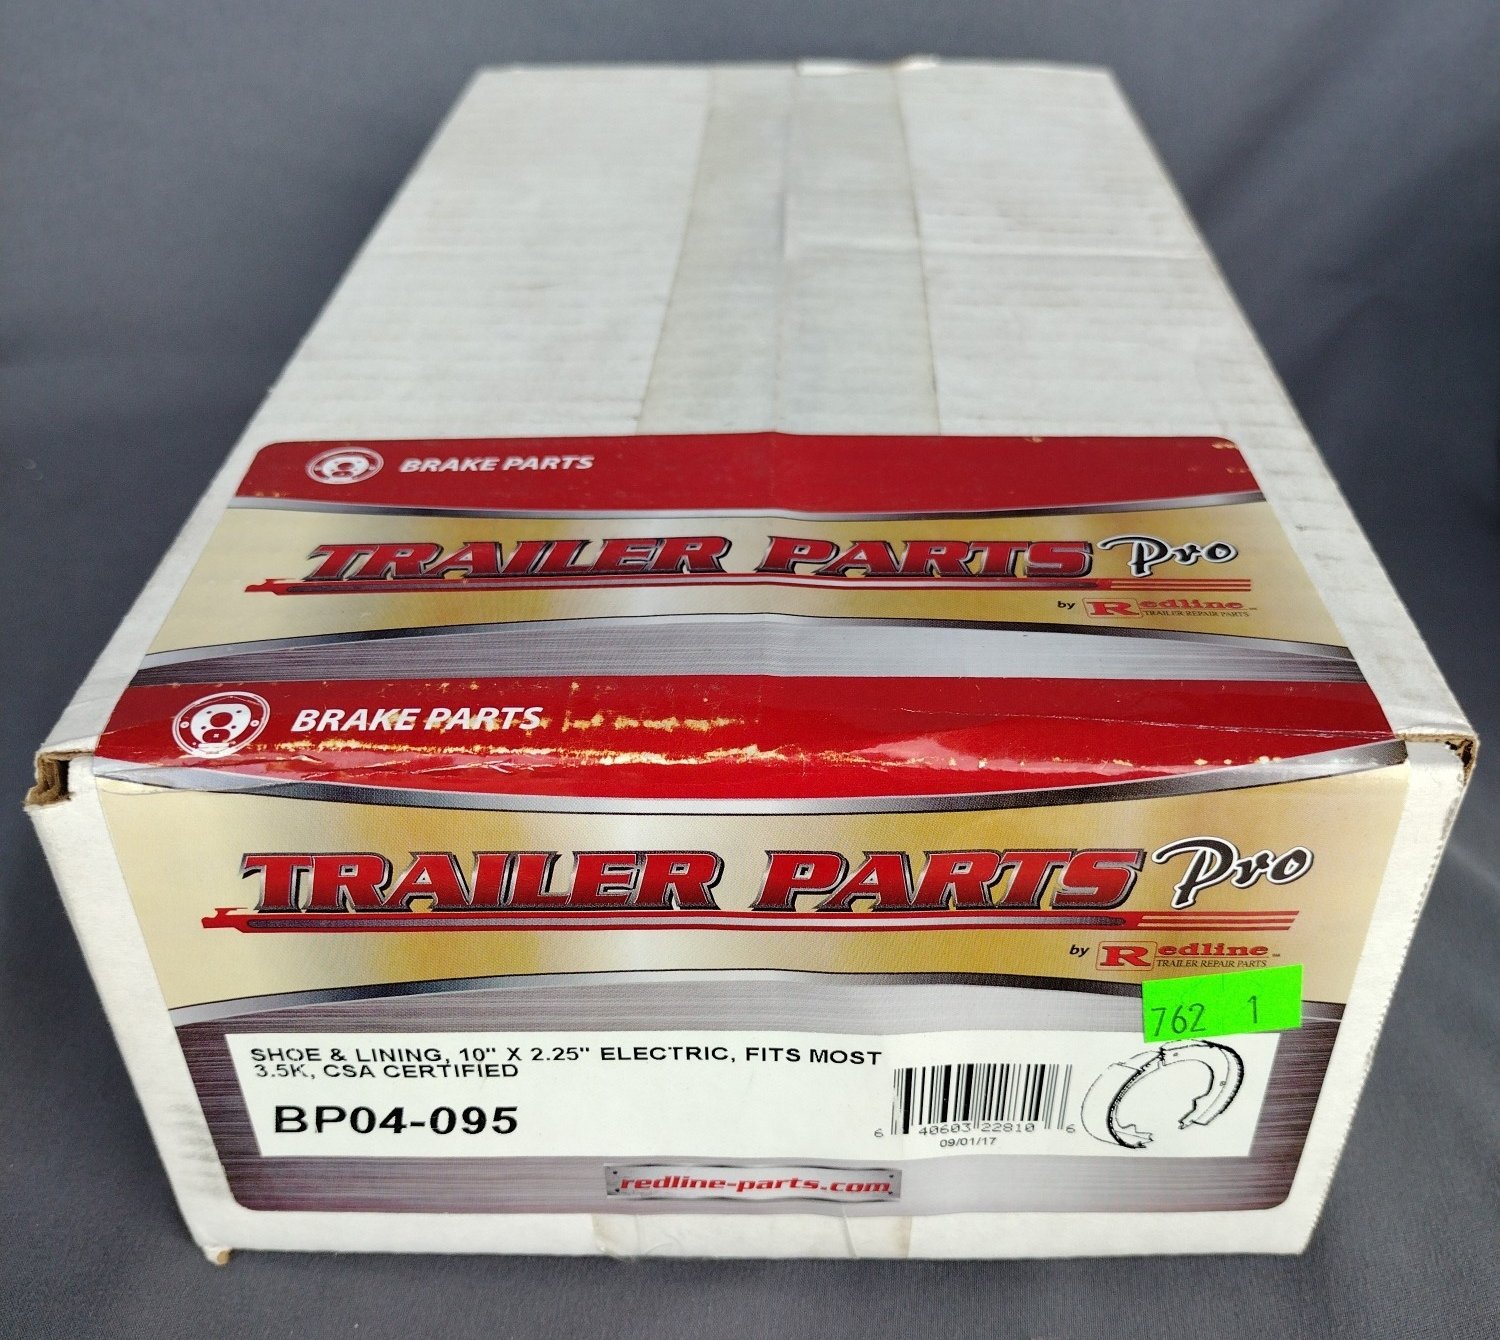 BRAKE PARTS
TRAILER PARTS Pro
by Redline
TRAILER REPAIR PARTS
BRAKE PARTS
TRAILER PARTS Pro
by Redline
TRAILER REPAIR PARTS
762 1
SHOE & LINING, 10" X 2.25" ELECTRIC, FITS MOST
3.5K, CSA CERTIFIED
BP04-095
6 40603 22810 6
09/01/17
redline-parts.com